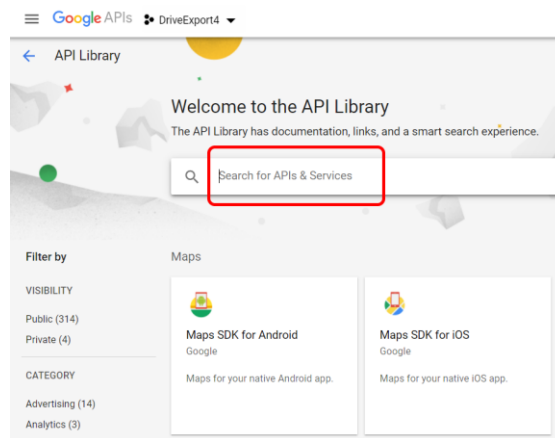 Google APIs DriveExport4
API Library
Welcome to the API Library
The API Library has documentation, links, and a smart search experience.
Search for APIs & Services
Filter by
VISIBILITY
Public (314)
Private (4)
CATEGORY
Advertising (14)
Analytics (3)
Maps
Maps SDK for Android
Google
Maps for your native Android app.
Maps SDK for iOS
Google
Maps for your native iOS app.